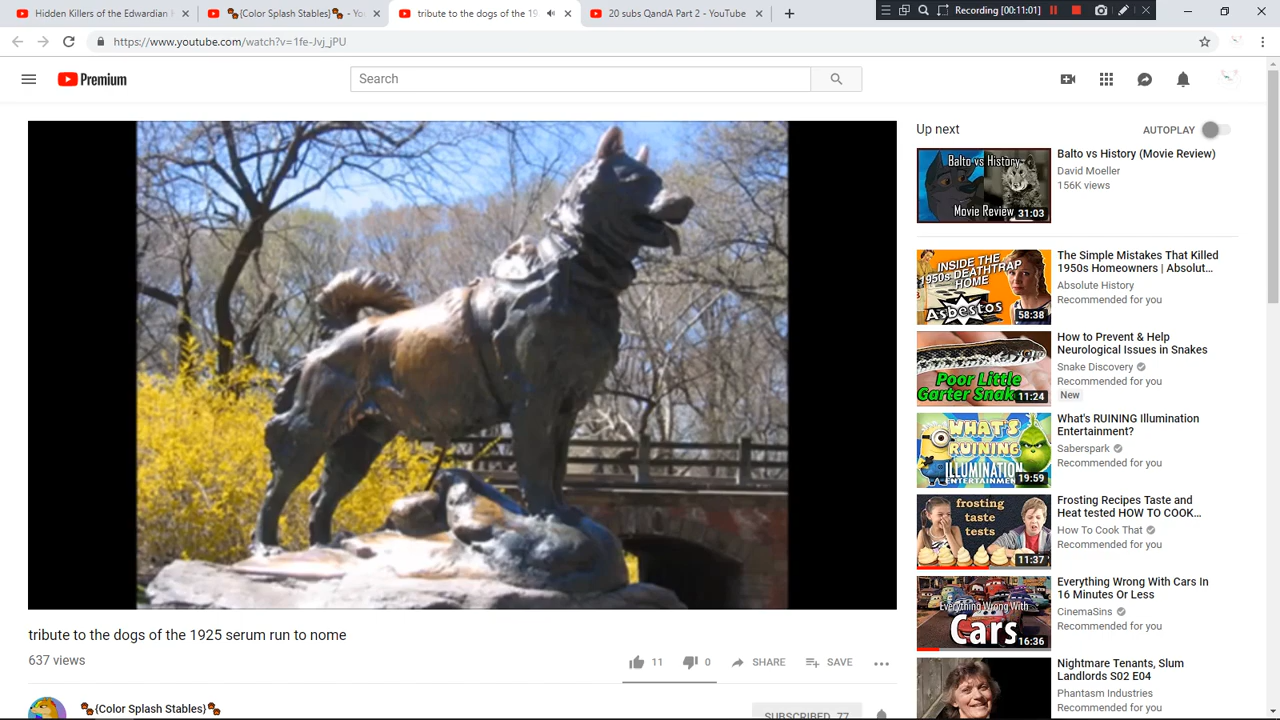 Hidden Killers of the Edwardian H
{Color Splash Stables} -
tribute to the dogs of the 19
20subs QandA Part 2 - YouTube
Recording [00:11:01]
https://www.youtube.com/watch?v=1fe-Jvj_jPU
Premium
Search
Up next
AUTOPLAY
Balto vs History
Movie Review
31:03
Balto vs History (Movie Review)
David Moeller
156K views
INSIDE THE
1950s DEATHTRAP
HOME
Asbestos
58:38
The Simple Mistakes That Killed
1950s Homeowners | Absolut...
Absolute History
Recommended for you
Poor Little
Garter Snak
11:24
How to Prevent & Help
Neurological Issues in Snakes
Snake Discovery
Recommended for you
New
WHAT'S
RUINING
ILLUMINATION
ENTERTAINMENT?
19:59
What's RUINING Illumination
Entertainment?
Saberspark
Recommended for you
frosting
taste
tests
11:37
Frosting Recipes Taste and
Heat tested HOW TO COOK...
How To Cook That
Recommended for you
Everything Wrong With
Cars
16:36
Everything Wrong With Cars In
16 Minutes Or Less
CinemaSins
Recommended for you
Nightmare Tenants, Slum
Landlords S02 E04
Phantasm Industries
Recommended for you
tribute to the dogs of the 1925 serum run to nome
637 views
11
0
SHARE
SAVE
{Color Splash Stables}
SUBSCRIBED 77